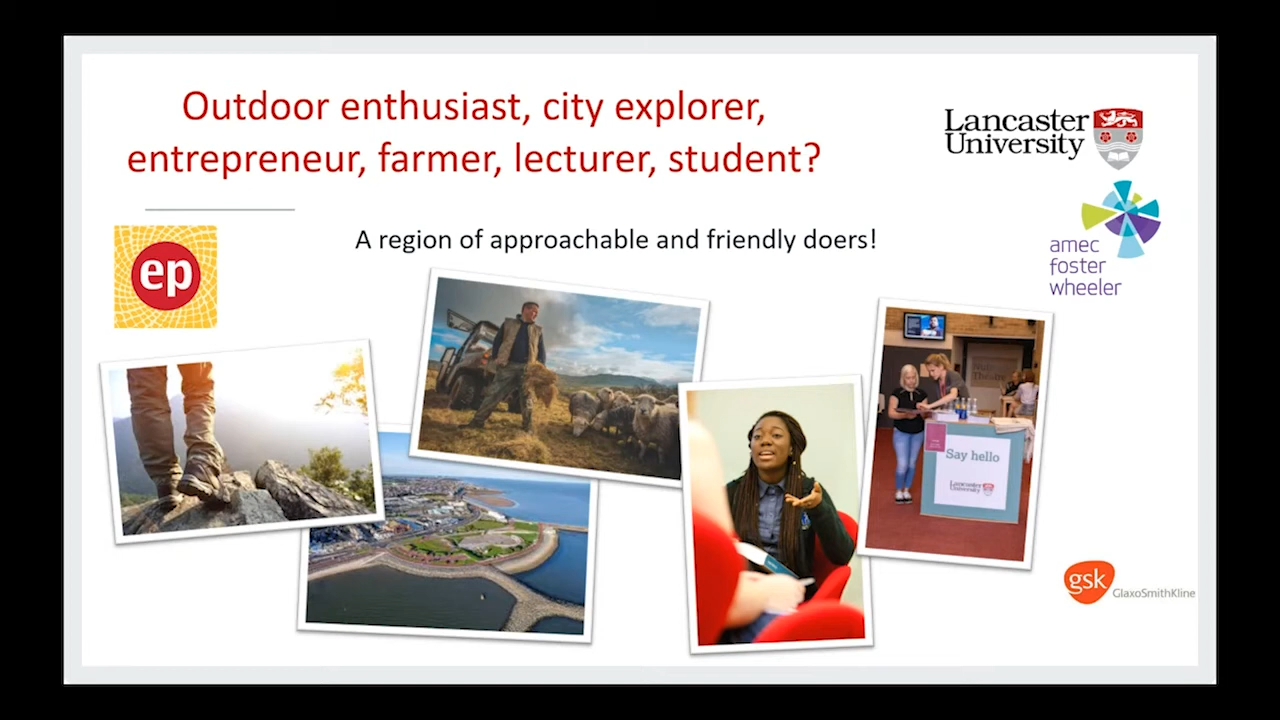 Outdoor enthusiast, city explorer,
entrepreneur, farmer, lecturer, student?
Lancaster
University
A region of approachable and friendly doers!
ep
amec
foster
wheeler
Say hello
Lancaster
University
gsk
GlaxoSmithKline